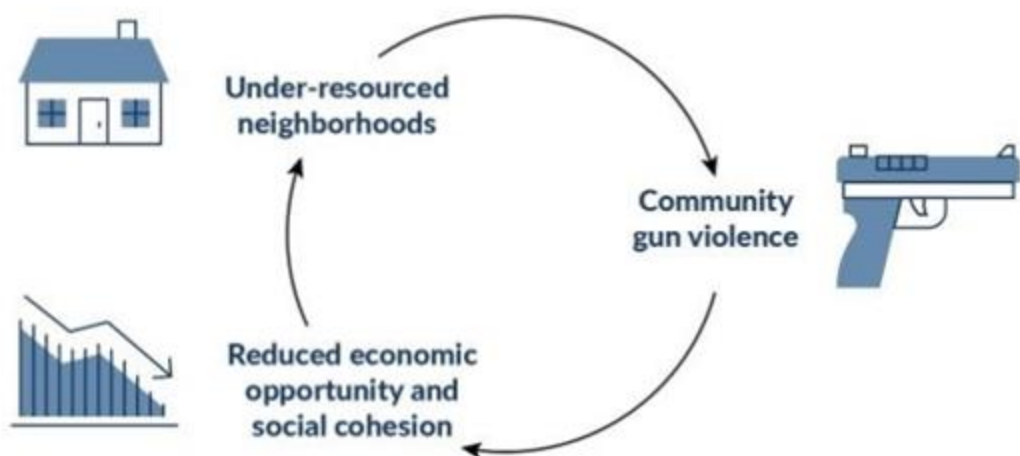 Under-resourced
neighborhoods
Community
gun violence
Reduced economic
opportunity and
social cohesion